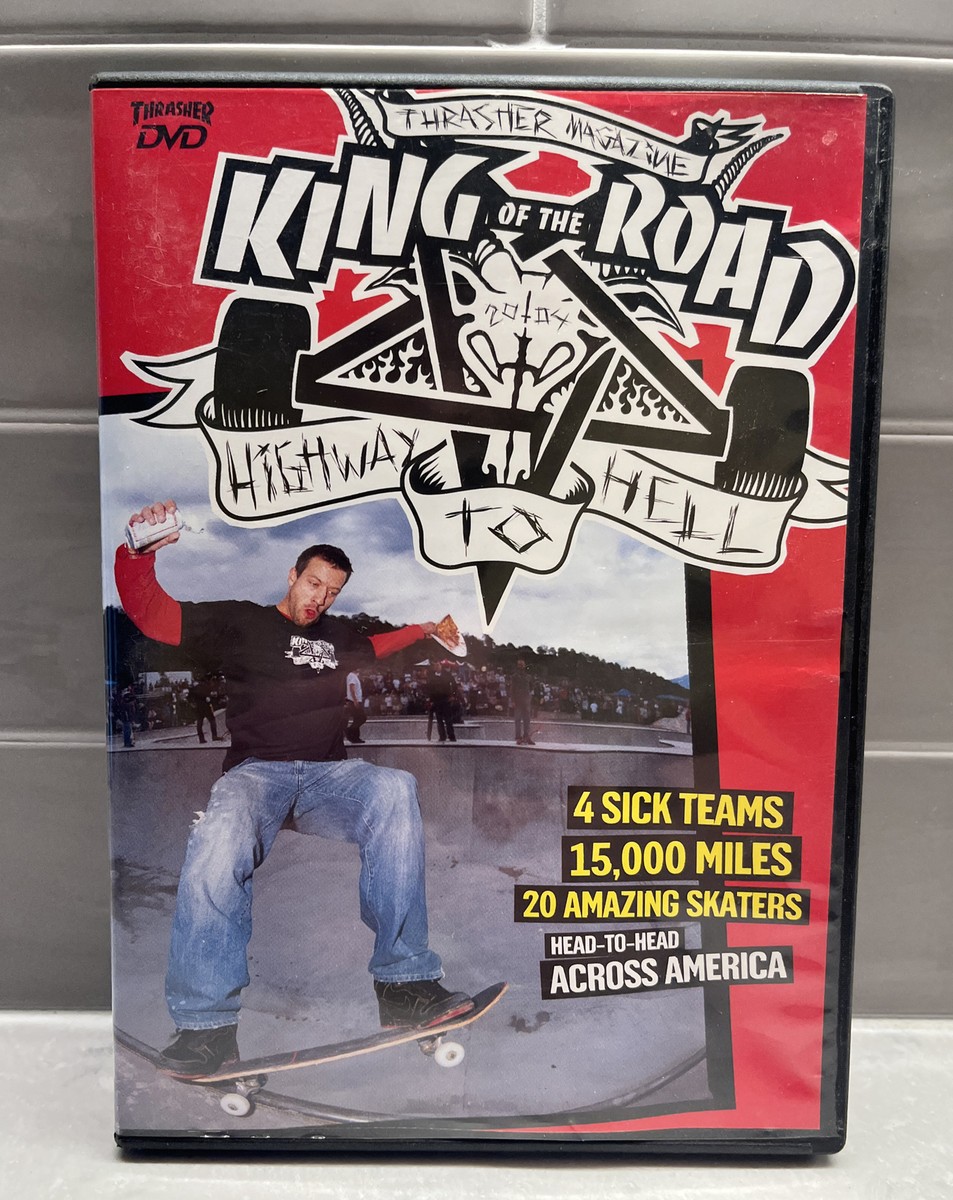 THRASHER
DVD
THRASHER MAGAZINE
KING OF THE ROAD
2004
HIGHWAY TO HELL
4 SICK TEAMS
15,000 MILES
20 AMAZING SKATERS
HEAD-TO-HEAD
ACROSS AMERICA